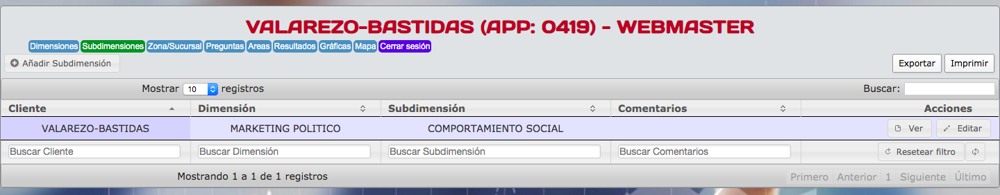 VALAREZO-BASTIDAS (APP: 0419) - WEBMASTER
Dimensiones Subdimensiones Zona/Sucursal Preguntas Areas Resultados Gráficas Mapa Cerrar sesión
Añadir Subdimensión Exportar Imprimir
Mostrar 10 registros Buscar:
Cliente Dimensión Subdimensión Comentarios Acciones
VALAREZO-BASTIDAS MARKETING POLITICO COMPORTAMIENTO SOCIAL Ver Editar
Buscar Cliente Buscar Dimensión Buscar Subdimensión Buscar Comentarios Resetear filtro
Mostrando 1 a 1 de 1 registros Primero Anterior 1 Siguiente Último